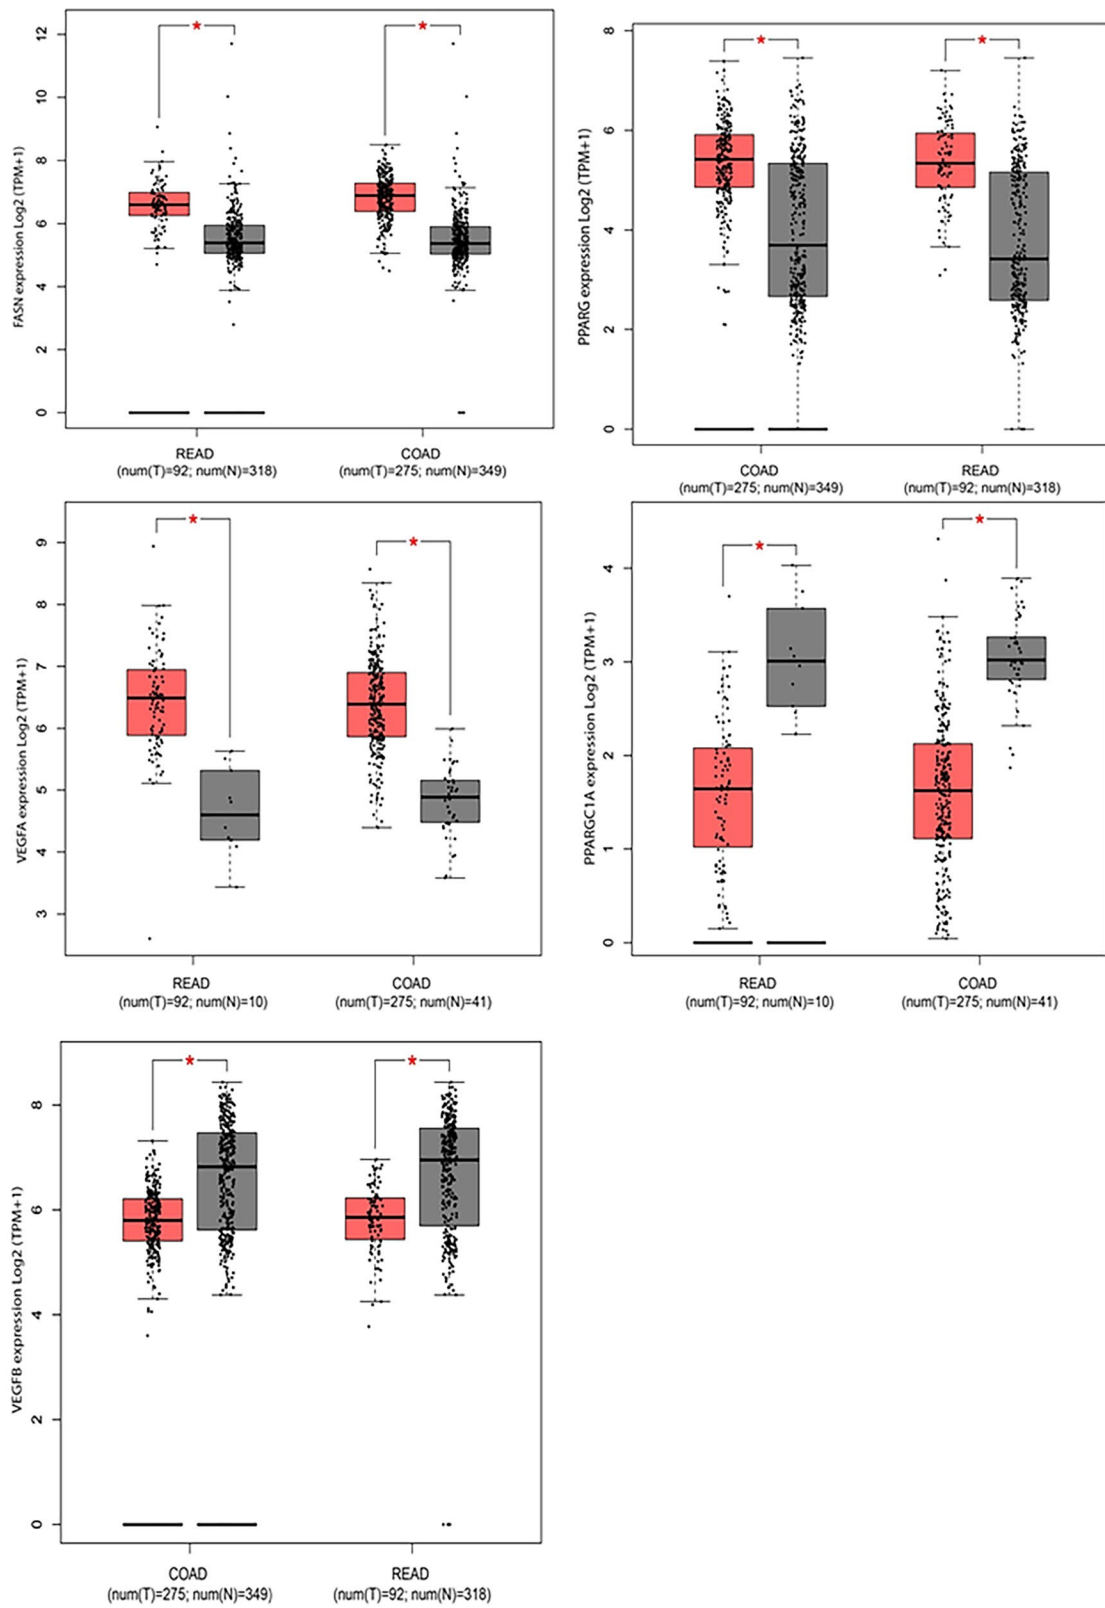 FASN expression Log2 (TPM+1)
12
10
8
6
4
2
0
*
*
READ
(num(T)=92; num(N)=318)
COAD
(num(T)=275; num(N)=349)
PPARG expression Log2 (TPM+1)
8
6
4
2
0
*
*
COAD
(num(T)=275; num(N)=349)
READ
(num(T)=92; num(N)=318)
VEGFA expression Log2 (TPM+1)
9
8
7
6
5
4
3
*
*
READ
(num(T)=92; num(N)=10)
COAD
(num(T)=275; num(N)=41)
PPARGC1A expression Log2 (TPM+1)
4
3
2
1
0
*
*
READ
(num(T)=92; num(N)=10)
COAD
(num(T)=275; num(N)=41)
VEGFB expression Log2 (TPM+1)
8
6
4
2
0
*
*
COAD
(num(T)=275; num(N)=349)
READ
(num(T)=92; num(N)=318)